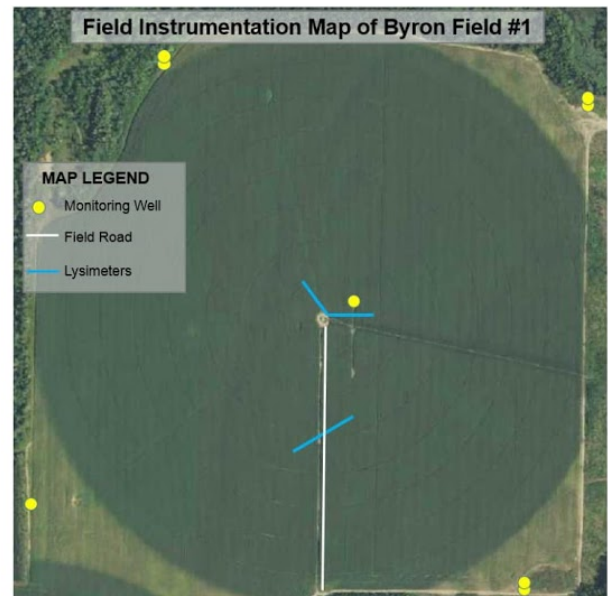 Field Instrumentation Map of Byron Field #1
MAP LEGEND
Monitoring Well
Field Road
Lysimeters